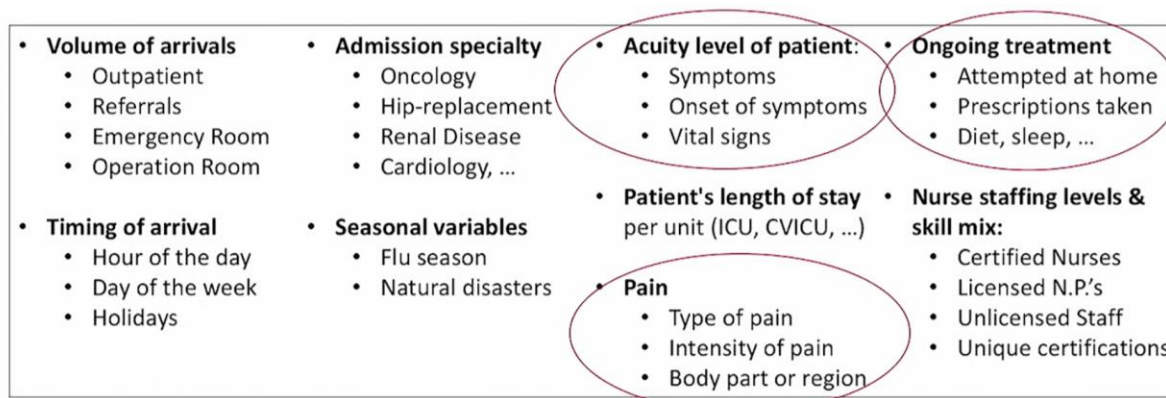 • Volume of arrivals
• Outpatient
• Referrals
• Emergency Room
• Operation Room
• Timing of arrival
• Hour of the day
• Day of the week
• Holidays
• Admission specialty
• Oncology
• Hip-replacement
• Renal Disease
• Cardiology, ...
• Seasonal variables
• Flu season
• Natural disasters
• Acuity level of patient:
• Symptoms
• Onset of symptoms
• Vital signs
• Patient's length of stay
per unit (ICU, CVICU, ...)
• Pain
• Type of pain
• Intensity of pain
• Body part or region
• Ongoing treatment
• Attempted at home
• Prescriptions taken
• Diet, sleep, ...
• Nurse staffing levels &
skill mix:
• Certified Nurses
• Licensed N.P.'s
• Unlicensed Staff
• Unique certifications